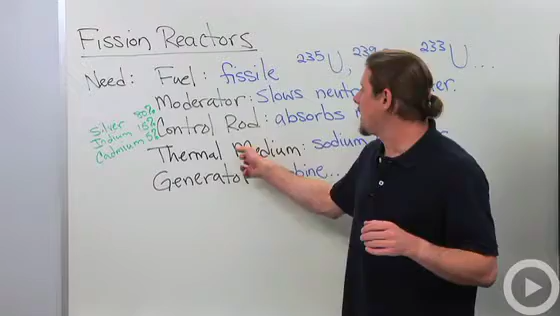 Fission Reactors
Need: Fuel: fissile 235U, 239 233U ...
Moderator: Slows
Silver 80%
Indium 15%
Cadmium 5%
Control Rod: absorbs
Thermal Medium: sodium
Generator